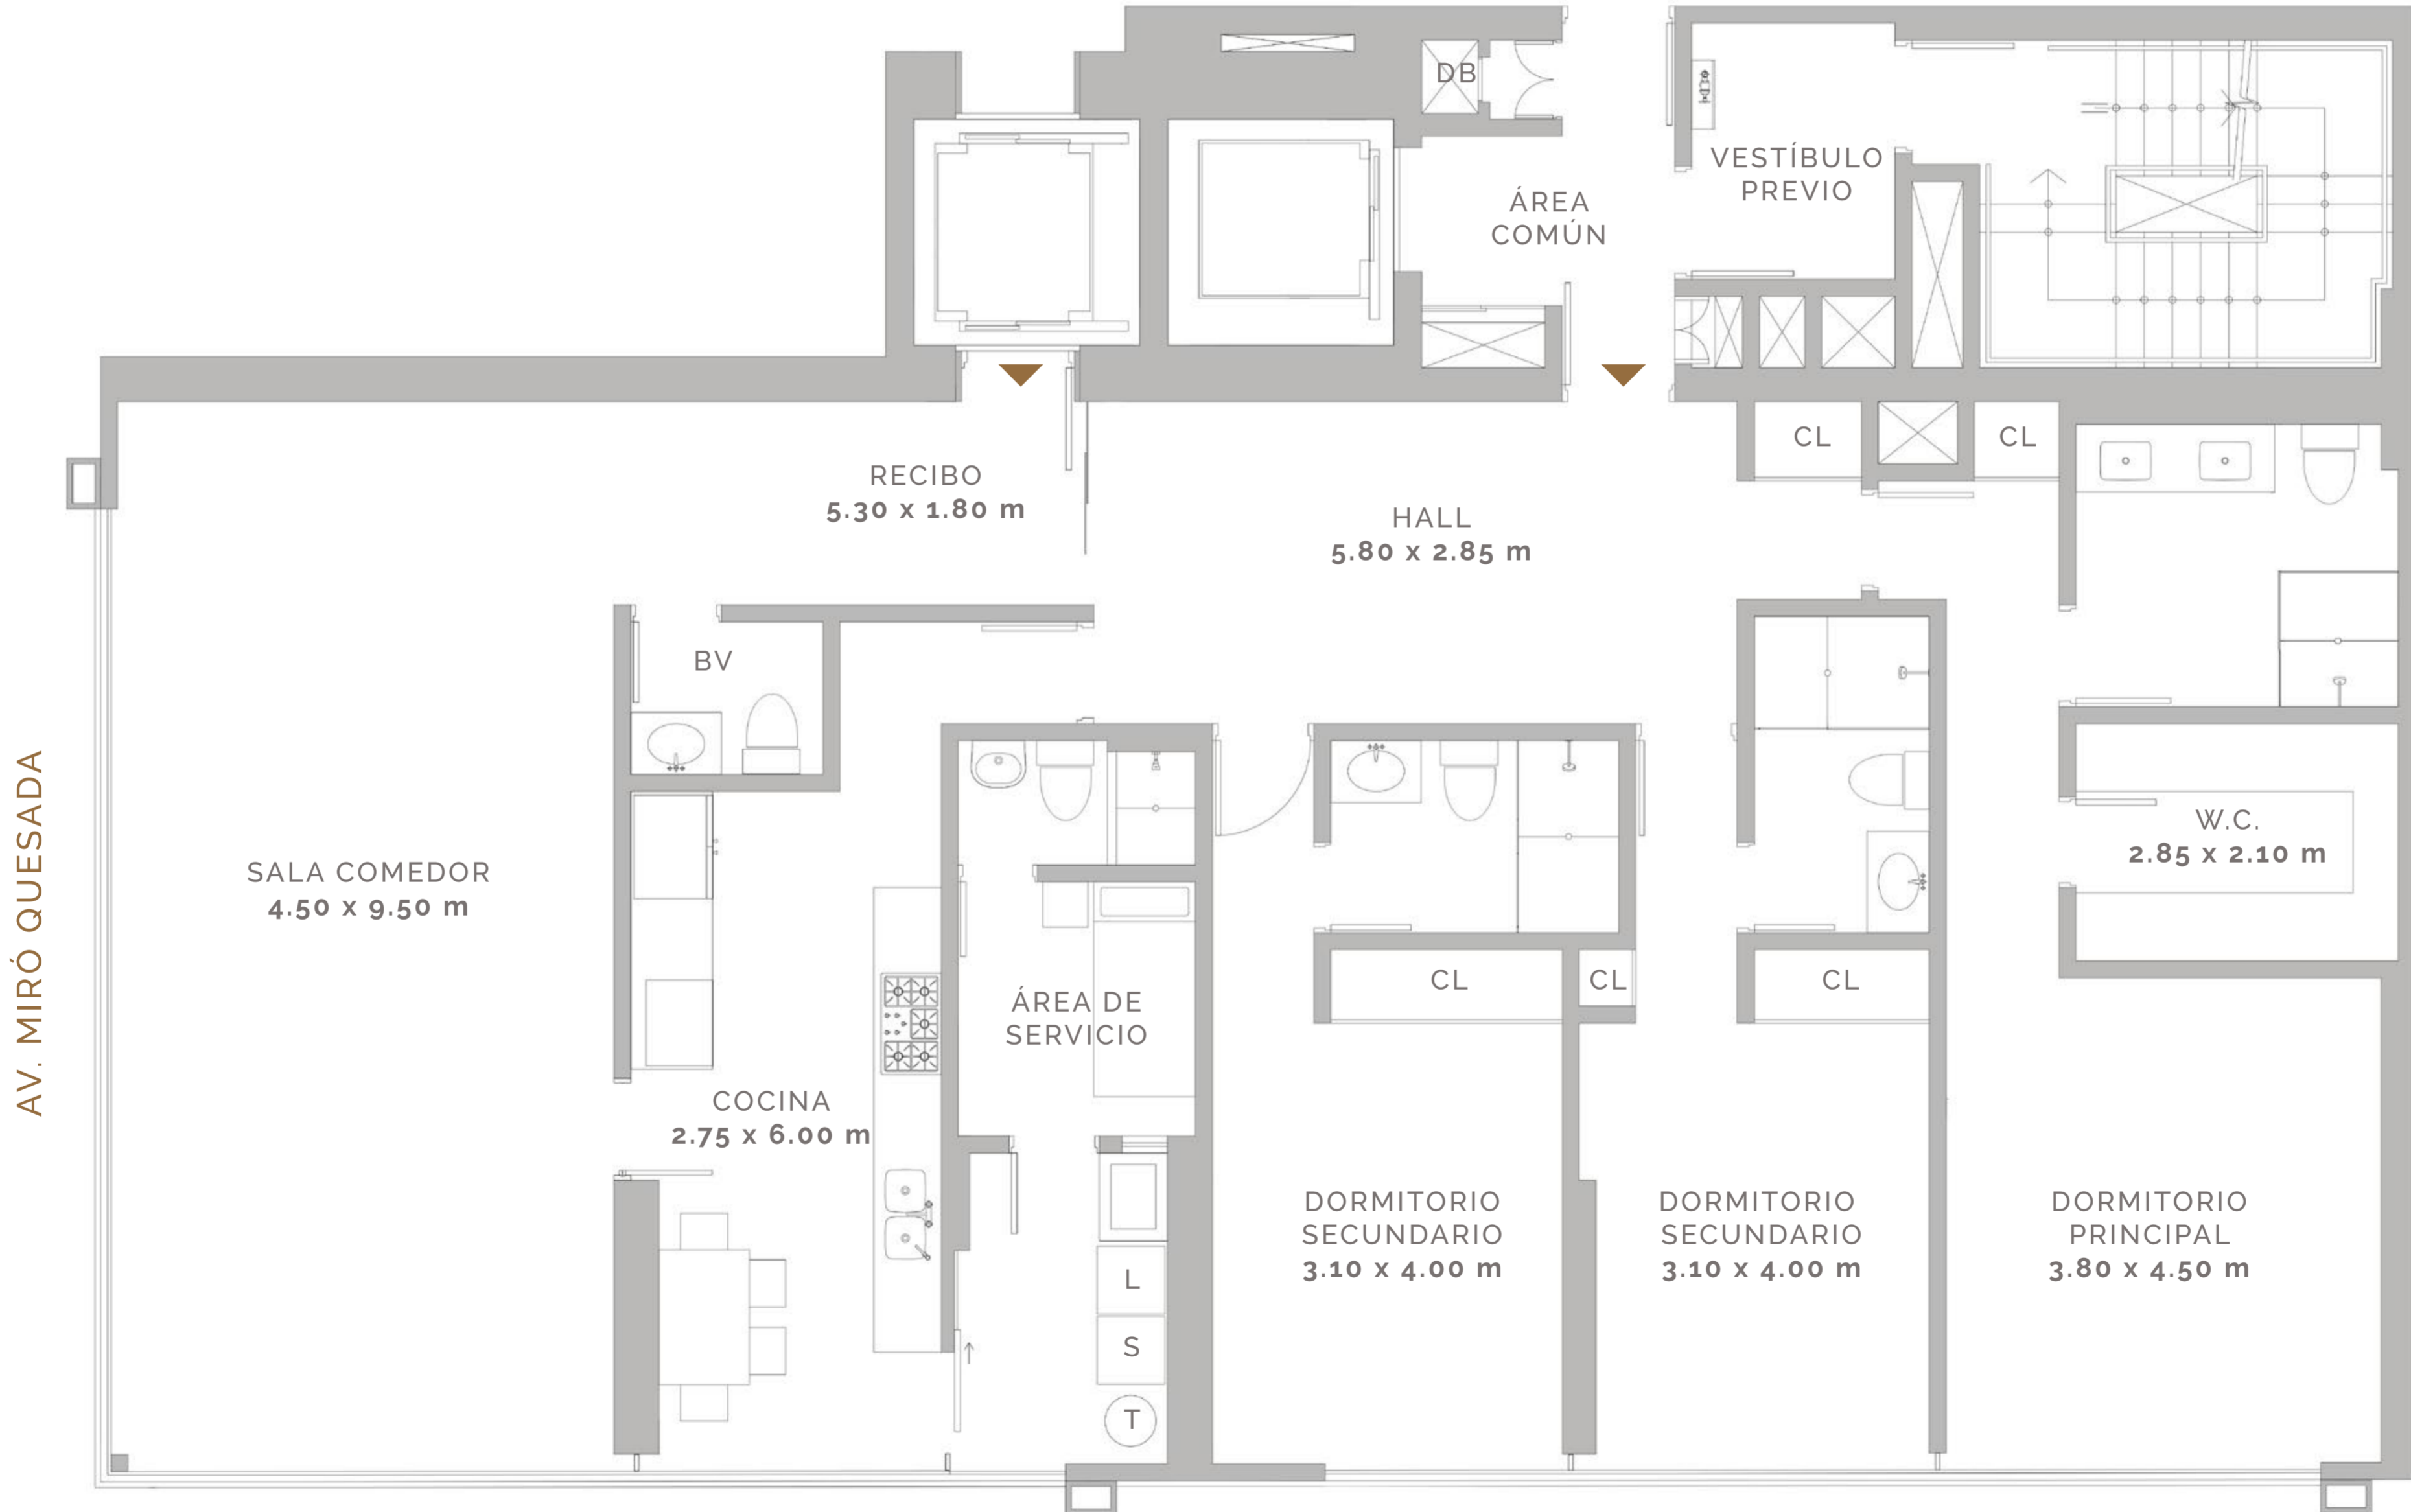 DB
VESTÍBULO
PREVIO
ÁREA
COMÚN
CL
CL
RECIBO
5.30 x 1.80 m
HALL
5.80 x 2.85 m
BV
AV. MIRÓ QUESADA
SALA COMEDOR
4.50 x 9.50 m
W.C.
2.85 x 2.10 m
ÁREA DE
SERVICIO
CL
CL
CL
COCINA
2.75 x 6.00 m
DORMITORIO
SECUNDARIO
3.10 x 4.00 m
DORMITORIO
SECUNDARIO
3.10 x 4.00 m
DORMITORIO
PRINCIPAL
3.80 x 4.50 m
L
S
T